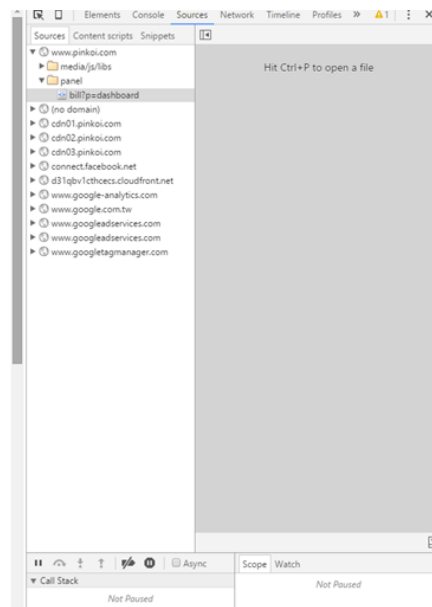 Elements Console Sources Network Timeline Profiles » 1
Sources Content scripts Snippets
www.pinkoi.com
media/js/libs
panel
bill?p=dashboard
(no domain)
cdn01.pinkoi.com
cdn02.pinkoi.com
cdn03.pinkoi.com
connect.facebook.net
d31qbv1cthcecs.cloudfront.net
www.google-analytics.com
www.google.com.tw
www.googleadservices.com
www.googleadservices.com
www.googletagmanager.com
Hit Ctrl+P to open a file
Async
Scope Watch
Call Stack
Not Paused
Not Paused